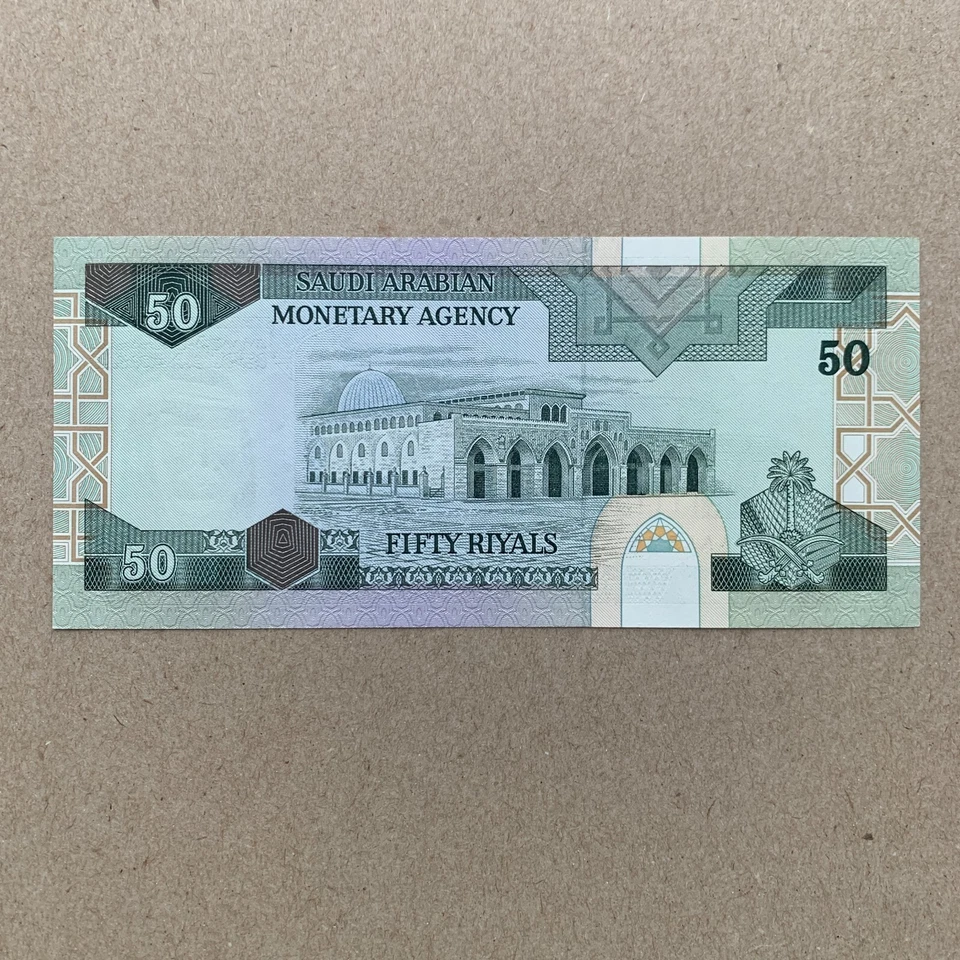 50
SAUDI ARABIAN
MONETARY AGENCY
50
FIFTY RIYALS
50